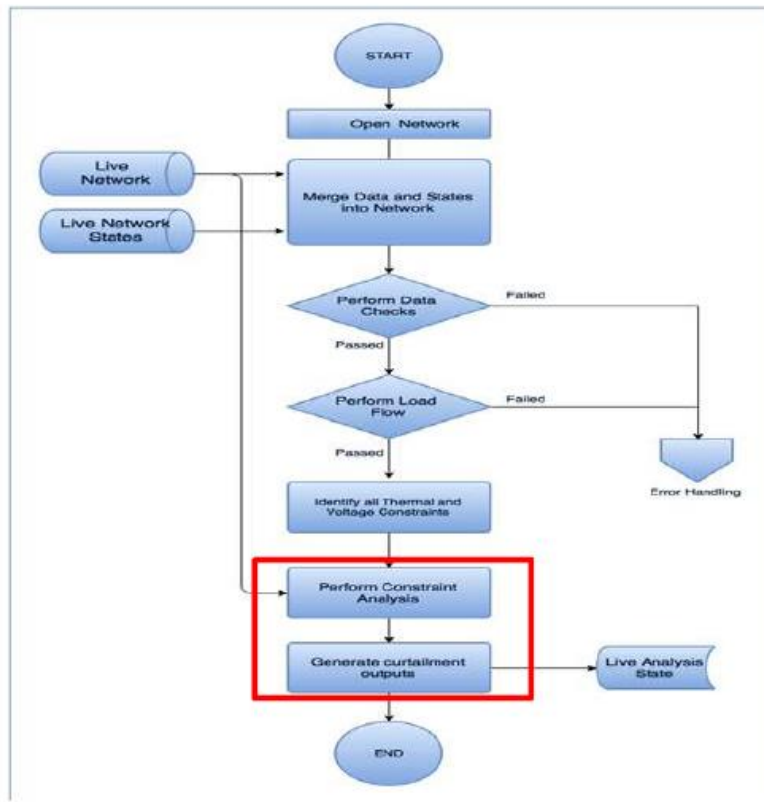 START
Open Network
Live
Network
Merge Data and States
into Network
Live Network
States
Perform Data
Checks
Failed
Passed
Perform Load
Flow
Failed
Passed
Error Handling
Identify all Thermal and
Voltage Constraints
Perform Constraint
Analysis
Generate curtailment
outputs
Live Analysis
State
END